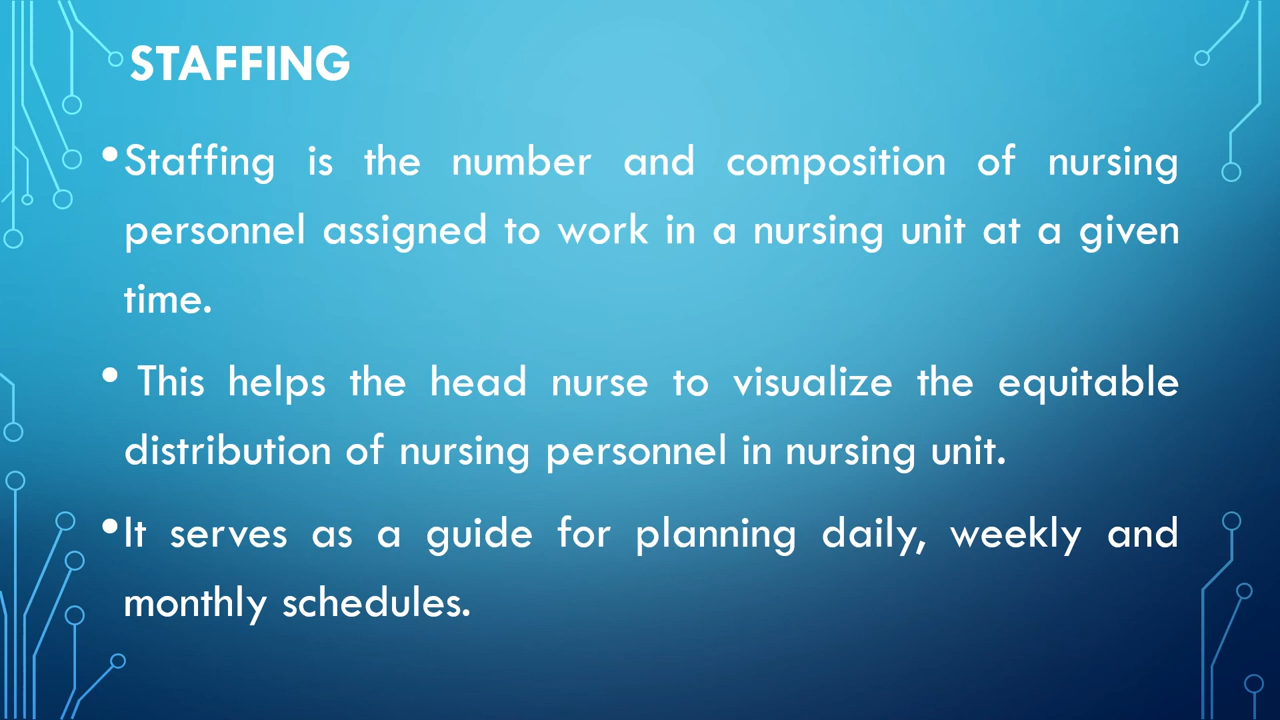 STAFFING
•Staffing is the number and composition of nursing
personnel assigned to work in a nursing unit at a given
time.
• This helps the head nurse to visualize the equitable
distribution of nursing personnel in nursing unit.
•It serves as a guide for planning daily, weekly and
monthly schedules.